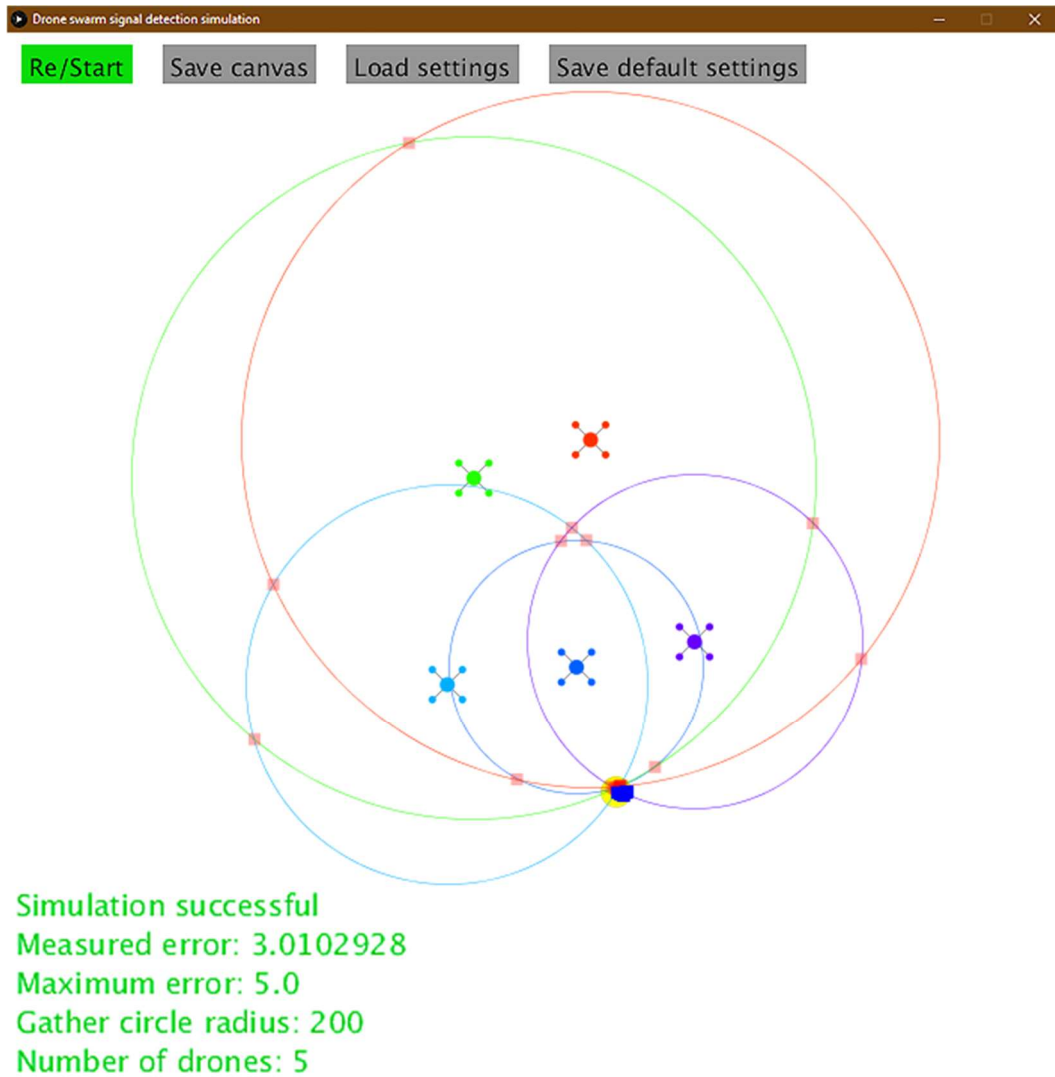 Drone swarm signal detection simulation
Re/Start Save canvas Load settings Save default settings
Simulation successful
Measured error: 3.0102928
Maximum error: 5.0
Gather circle radius: 200
Number of drones: 5